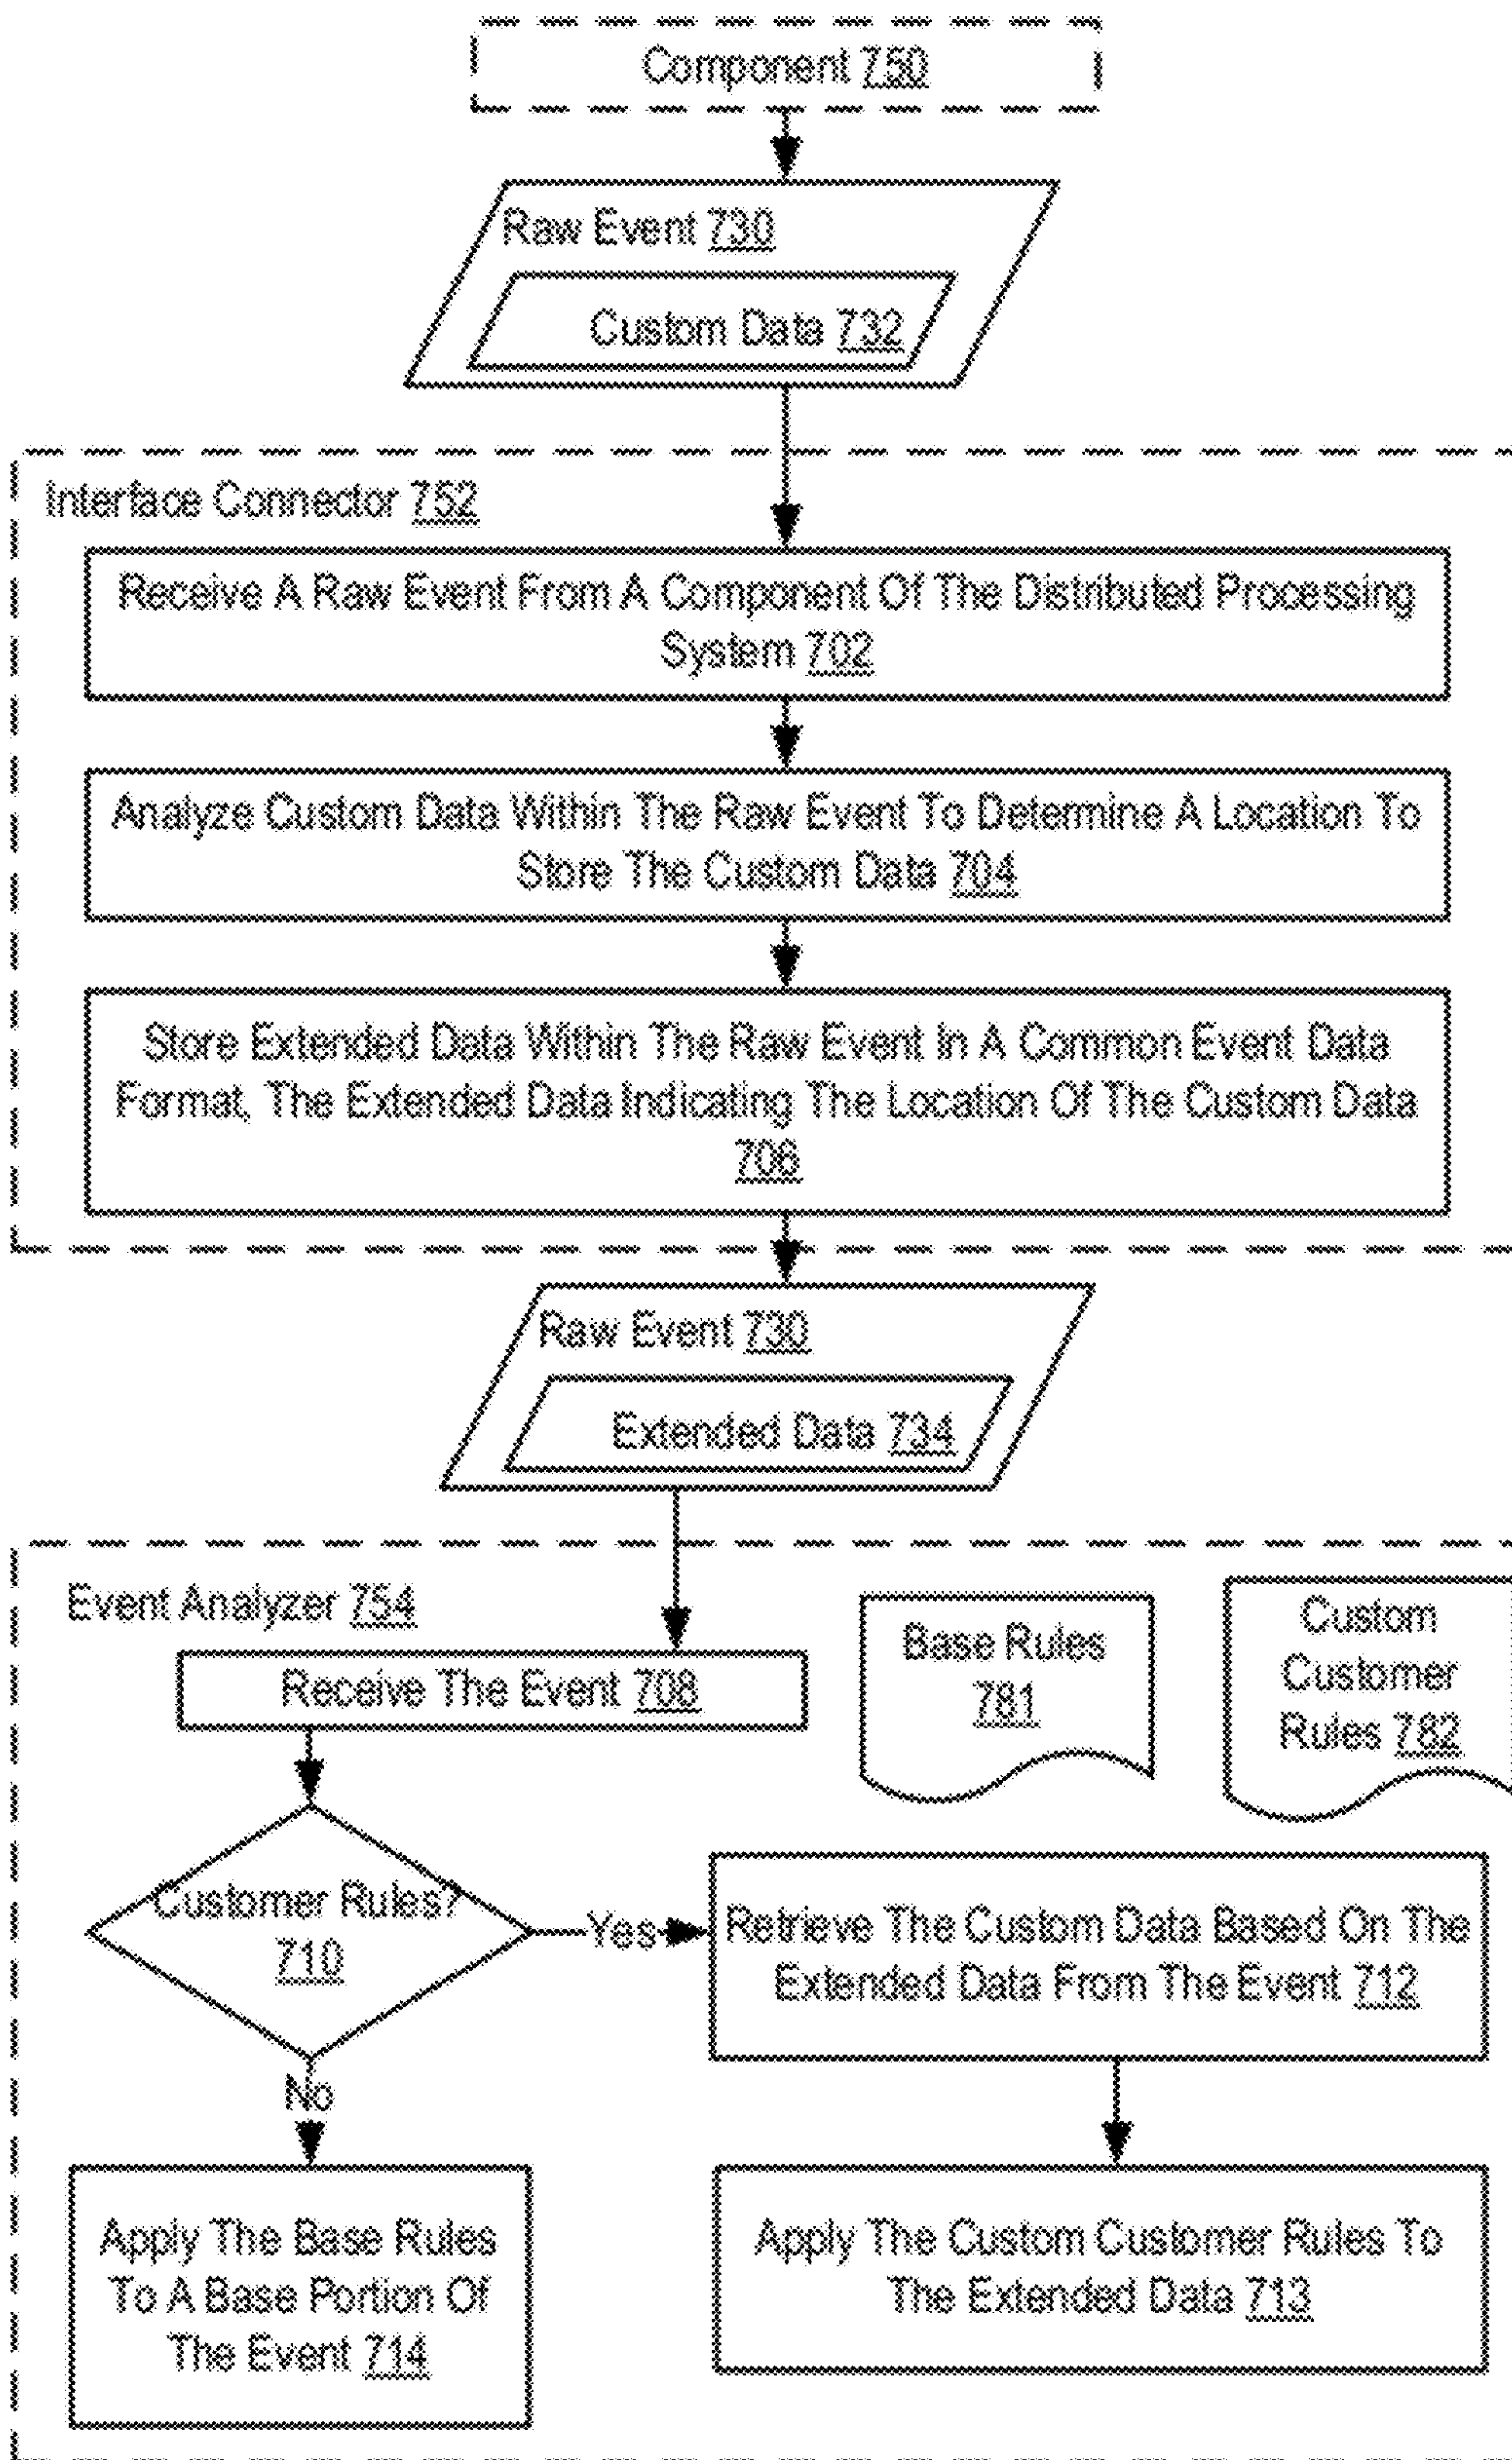 Component 750
Raw Event 730
Custom Data 732
Interface Connector 752
Receive A Raw Event From A Component Of The Distributed Processing
System 702
Analyze Custom Data Within The Raw Event To Determine A Location To
Store The Custom Data 704
Store Extended Data Within The Raw Event In A Common Event Data
Format, The Extended Data Indicating The Location Of The Custom Data
706
Raw Event 730
Extended Data 734
Event Analyzer 754
Receive The Event 708
Base Rules
781
Custom
Customer
Rules 782
Customer Rules?
710
Yes
Retrieve The Custom Data Based On The
Extended Data From The Event 712
No
Apply The Base Rules
To A Base Portion Of
The Event 714
Apply The Custom Customer Rules To
The Extended Data 713